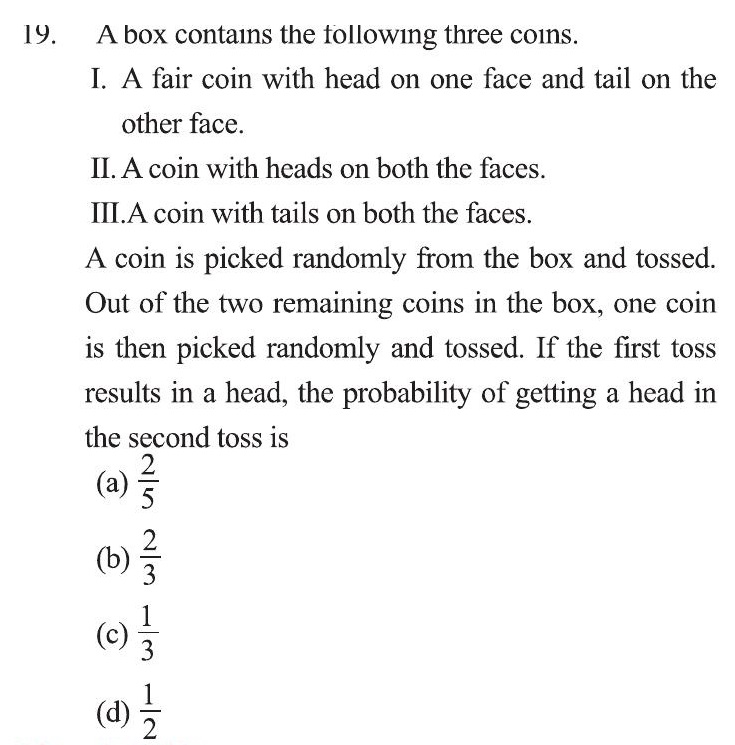 19. A box contains the following three coins.
I. A fair coin with head on one face and tail on the
other face.
II. A coin with heads on both the faces.
III.A coin with tails on both the faces.
A coin is picked randomly from the box and tossed.
Out of the two remaining coins in the box, one coin
is then picked randomly and tossed. If the first toss
results in a head, the probability of getting a head in
the second toss is
(a) 2/5
(b) 2/3
(c) 1/3
(d) 1/2